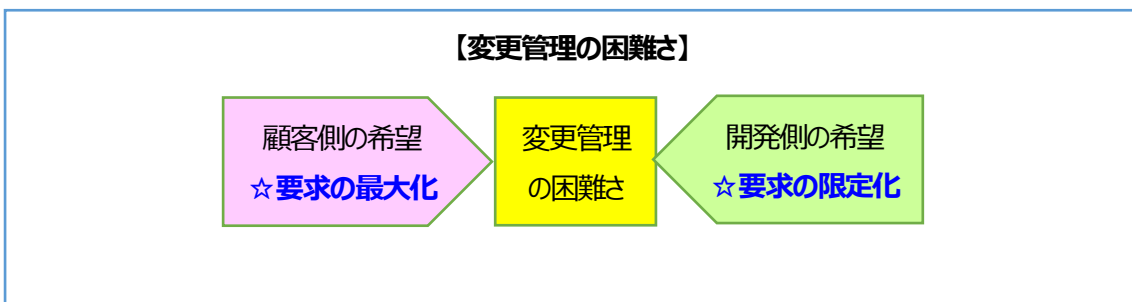 【変更管理の困難さ】
顧客側の希望
☆要求の最大化
変更管理
の困難さ
開発側の希望
☆要求の限定化